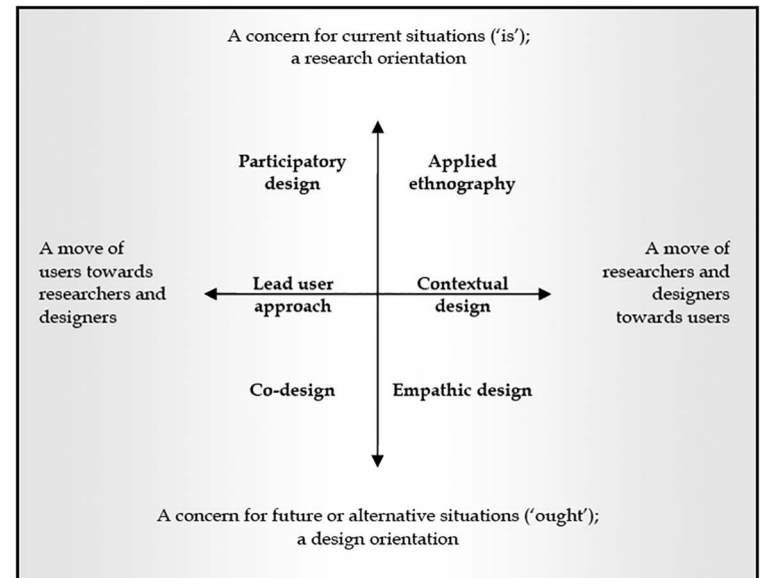 A concern for current situations (‘is’);
a research orientation
Participatory
design
Applied
ethnography
A move of
users towards
researchers and
designers
Lead user
approach
Contextual
design
A move of
researchers and
designers
towards users
Co-design
Empathic design
A concern for future or alternative situations (‘ought’);
a design orientation